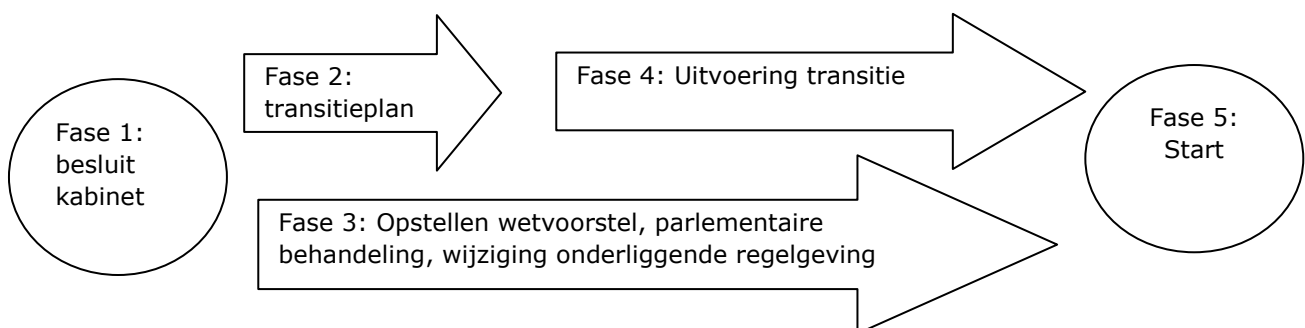 Fase 1:
besluit
kabinet
Fase 2:
transitieplan
Fase 3: Opstellen wetvoorstel, parlementaire
behandeling, wijziging onderliggende regelgeving
Fase 4: Uitvoering transitie
Fase 5:
Start